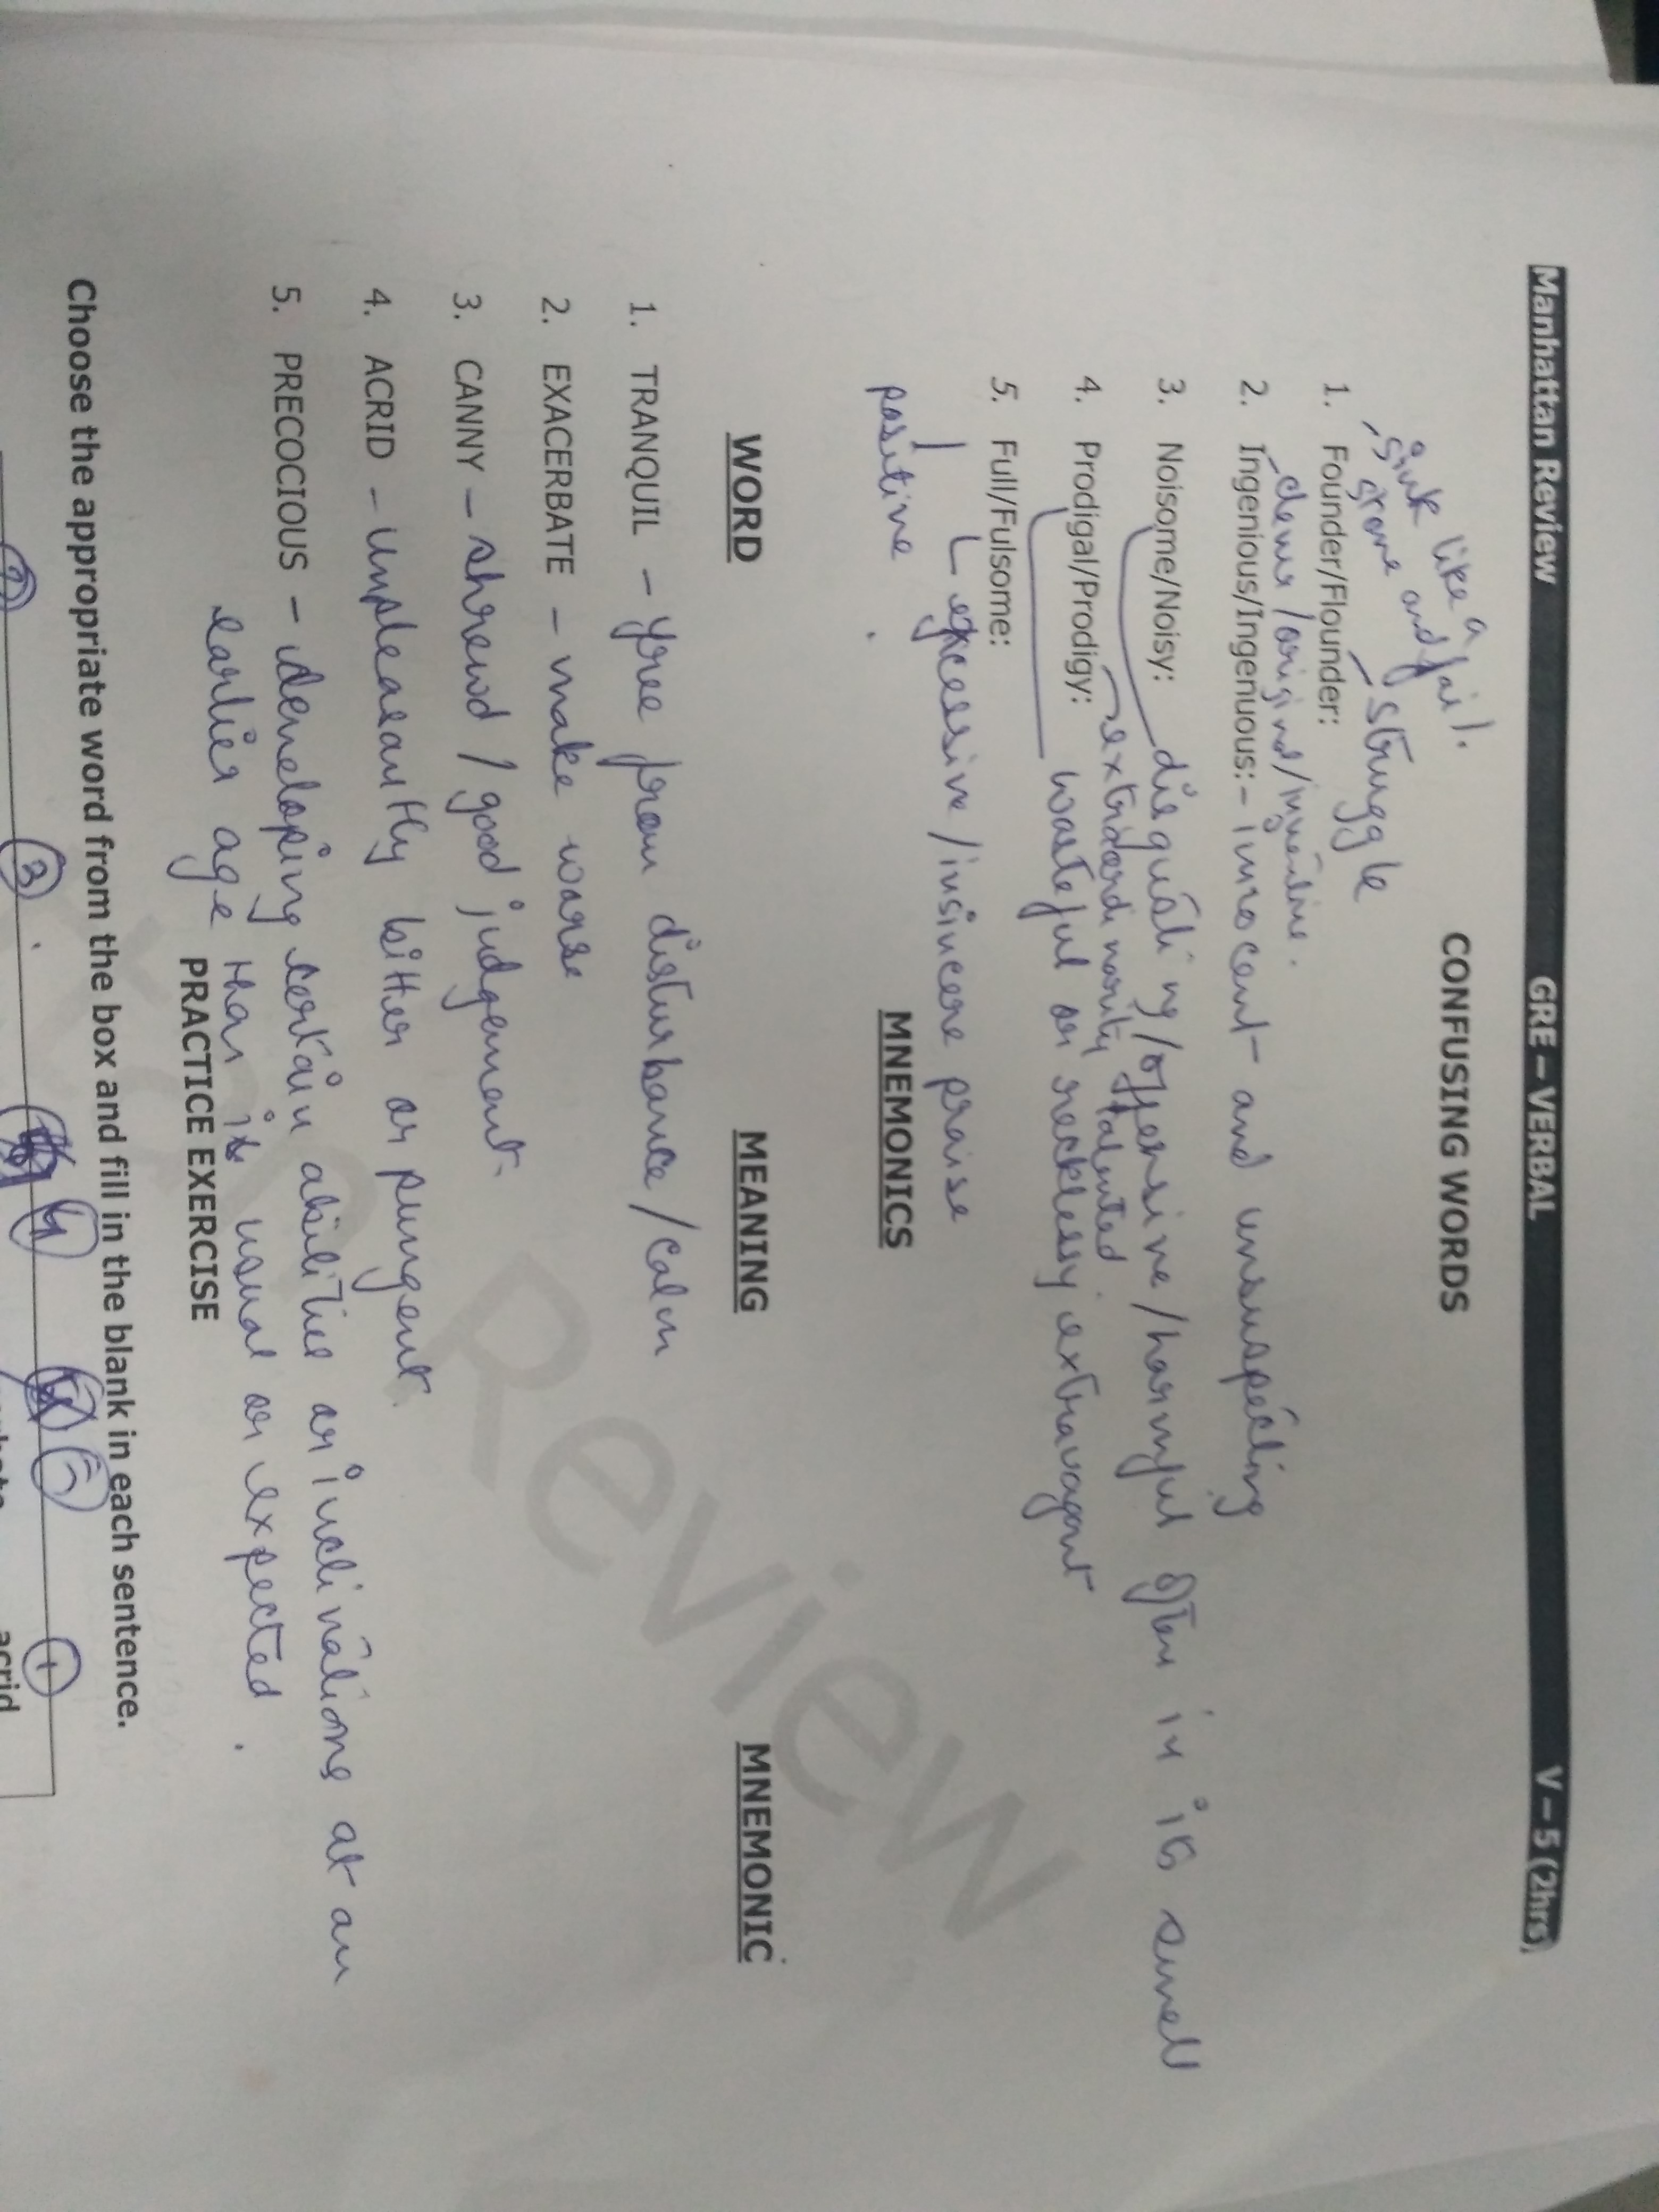 Manhattan Review GRE – VERBAL V – 5 (2hrs)
CONFUSING WORDS
sink like a
stone and fail.
struggle
1. Founder/Flounder:
clever/original/inventive.
2. Ingenious/Ingenuous:- innocent and unsuspecting
3. Noisome/Noisy: disgusting/offensive/harmful often in its smell
extraordinarily talented
4. Prodigal/Prodigy: wasteful or recklessly extravagant
5. Full/Fulsome:
excessive/insincere praise
positive
MNEMONICS
WORD MEANING MNEMONIC
1. TRANQUIL – free from disturbance/calm
2. EXACERBATE – make worse
3. CANNY – shrewd / good judgement.
4. ACRID – unpleasantly bitter or pungent.
5. PRECOCIOUS – developing certain abilities or inclinations at an
earlier age than is usual or expected.
PRACTICE EXERCISE
Choose the appropriate word from the box and fill in the blank in each sentence.
2 3 4 5 1
acrid